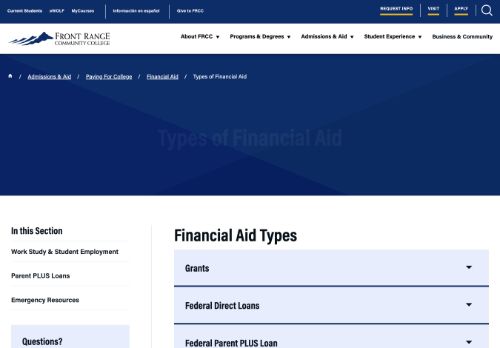 Current Students eWOLF MyCourses Información en español Give to FRCC REQUEST INFO VISIT APPLY
FRONT RANGE
COMMUNITY COLLEGE
About FRCC Programs & Degrees Admissions & Aid Student Experience Business & Community
/ Admissions & Aid / Paying For College / Financial Aid / Types of Financial Aid
Types of Financial Aid
In this Section
Work Study & Student Employment
Parent PLUS Loans
Emergency Resources
Questions?
Financial Aid Types
Grants
Federal Direct Loans
Federal Parent PLUS Loan